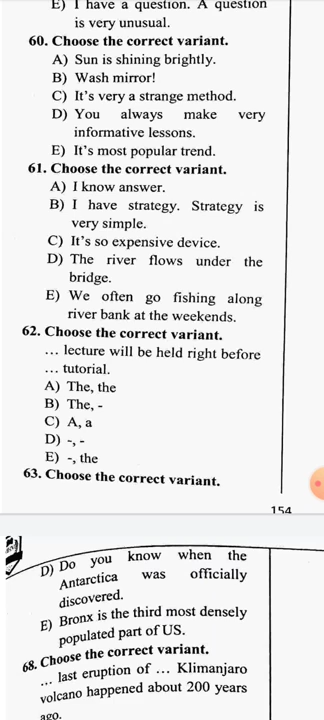 E) I have a question. A question
is very unusual.
60. Choose the correct variant.
A) Sun is shining brightly.
B) Wash mirror!
C) It's very a strange method.
D) You always make very
informative lessons.
E) It's most popular trend.
61. Choose the correct variant.
A) I know answer.
B) I have strategy. Strategy is
very simple.
C) It's so expensive device.
D) The river flows under the
bridge.
E) We often go fishing along
river bank at the weekends.
62. Choose the correct variant.
... lecture will be held right before
... tutorial.
A) The, the
B) The, -
C) A, a
D) -, -
E) -, the
63. Choose the correct variant.
154
D) Do you know when the
Antarctica was officially
discovered.
E) Bronx is the third most densely
populated part of US.
68. Choose the correct variant.
... last eruption of ... Klimanjaro
volcano happened about 200 years
ago.